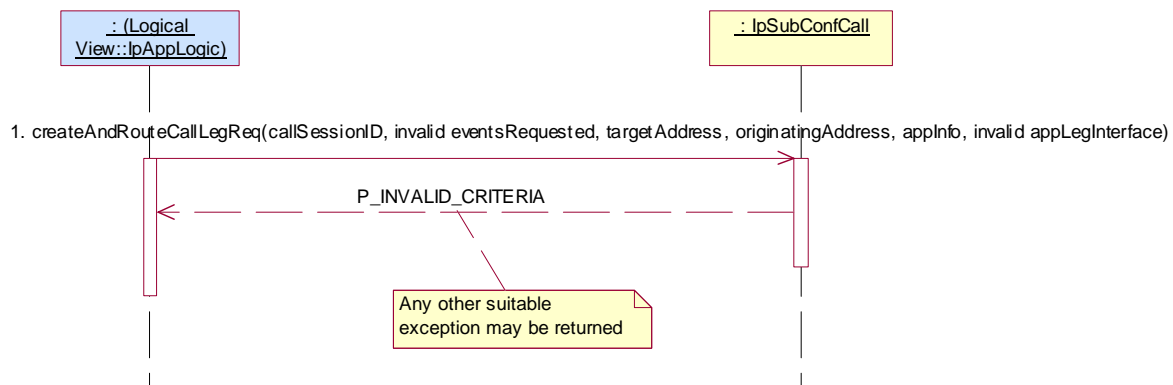 : (Logical
View::IpAppLogic)
: IpSubConfCall
1. createAndRouteCallLegReq(callSessionID, invalid eventsRequested, targetAddress, originatingAddress, appInfo, invalid appLegInterface)
P_INVALID_CRITERIA
Any other suitable
exception may be returned